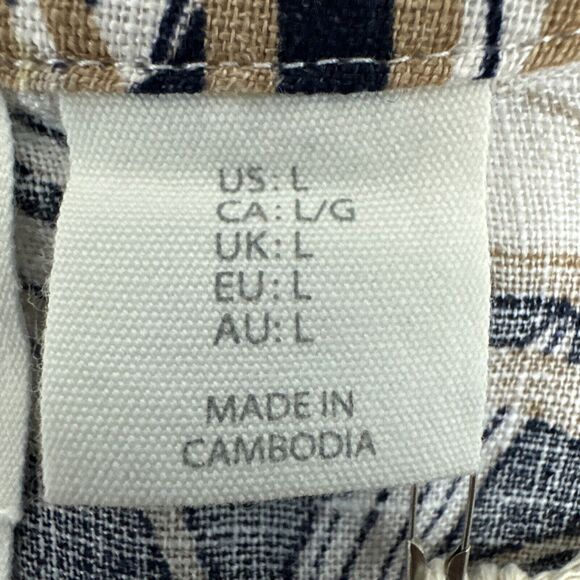 US: L
CA: L/G
UK: L
EU: L
AU: L
MADE IN
CAMBODIA